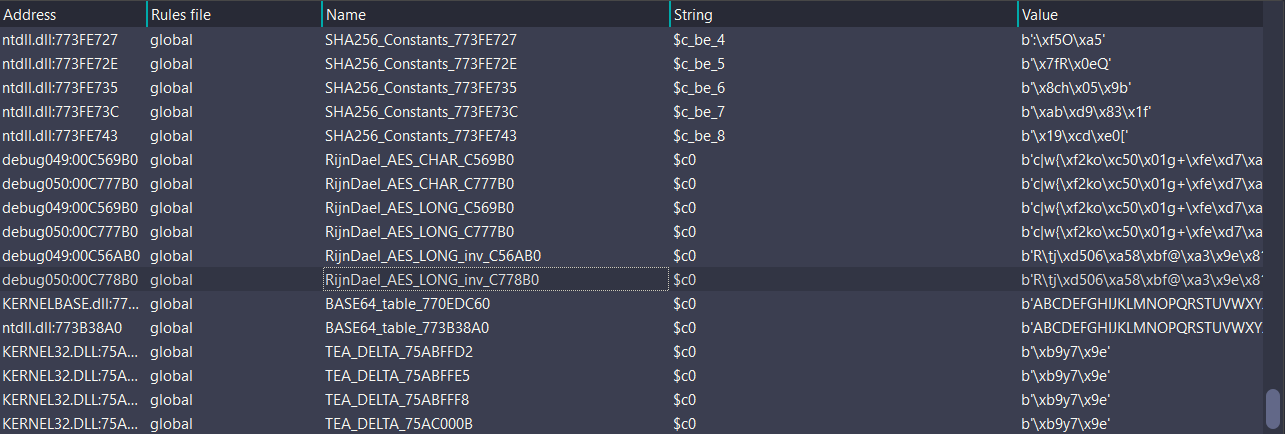 Address Rules file Name String Value
ntdll.dll:773FE727 global SHA256_Constants_773FE727 $c_be_4 b':\xf5O\xa5'
ntdll.dll:773FE72E global SHA256_Constants_773FE72E $c_be_5 b'\x7fR\x0eQ'
ntdll.dll:773FE735 global SHA256_Constants_773FE735 $c_be_6 b'\x8ch\x05\x9b'
ntdll.dll:773FE73C global SHA256_Constants_773FE73C $c_be_7 b'\xab\xd9\x83\x1f'
ntdll.dll:773FE743 global SHA256_Constants_773FE743 $c_be_8 b'\x19\xcd\xe0['
debug049:00C569B0 global RijnDael_AES_CHAR_C569B0 $c0 b'c|w{\xf2ko\xc50\x01g+\xfe\xd7\xa
debug050:00C777B0 global RijnDael_AES_CHAR_C777B0 $c0 b'c|w{\xf2ko\xc50\x01g+\xfe\xd7\xa
debug049:00C569B0 global RijnDael_AES_LONG_C569B0 $c0 b'c|w{\xf2ko\xc50\x01g+\xfe\xd7\xa
debug050:00C777B0 global RijnDael_AES_LONG_C777B0 $c0 b'c|w{\xf2ko\xc50\x01g+\xfe\xd7\xa
debug049:00C56AB0 global RijnDael_AES_LONG_inv_C56AB0 $c0 b'R\tj\xd506\xa58\xbf@\xa3\x9e\x8
debug050:00C778B0 global RijnDael_AES_LONG_inv_C778B0 $c0 b'R\tj\xd506\xa58\xbf@\xa3\x9e\x8
KERNELBASE.dll:77... global BASE64_table_770EDC60 $c0 b'ABCDEFGHIJKLMNOPQRSTUVWXY
ntdll.dll:773B38A0 global BASE64_table_773B38A0 $c0 b'ABCDEFGHIJKLMNOPQRSTUVWXY
KERNEL32.DLL:75A... global TEA_DELTA_75ABFFD2 $c0 b'\xb9y7\x9e'
KERNEL32.DLL:75A... global TEA_DELTA_75ABFFE5 $c0 b'\xb9y7\x9e'
KERNEL32.DLL:75A... global TEA_DELTA_75ABFFF8 $c0 b'\xb9y7\x9e'
KERNEL32.DLL:75A... global TEA_DELTA_75AC000B $c0 b'\xb9y7\x9e'